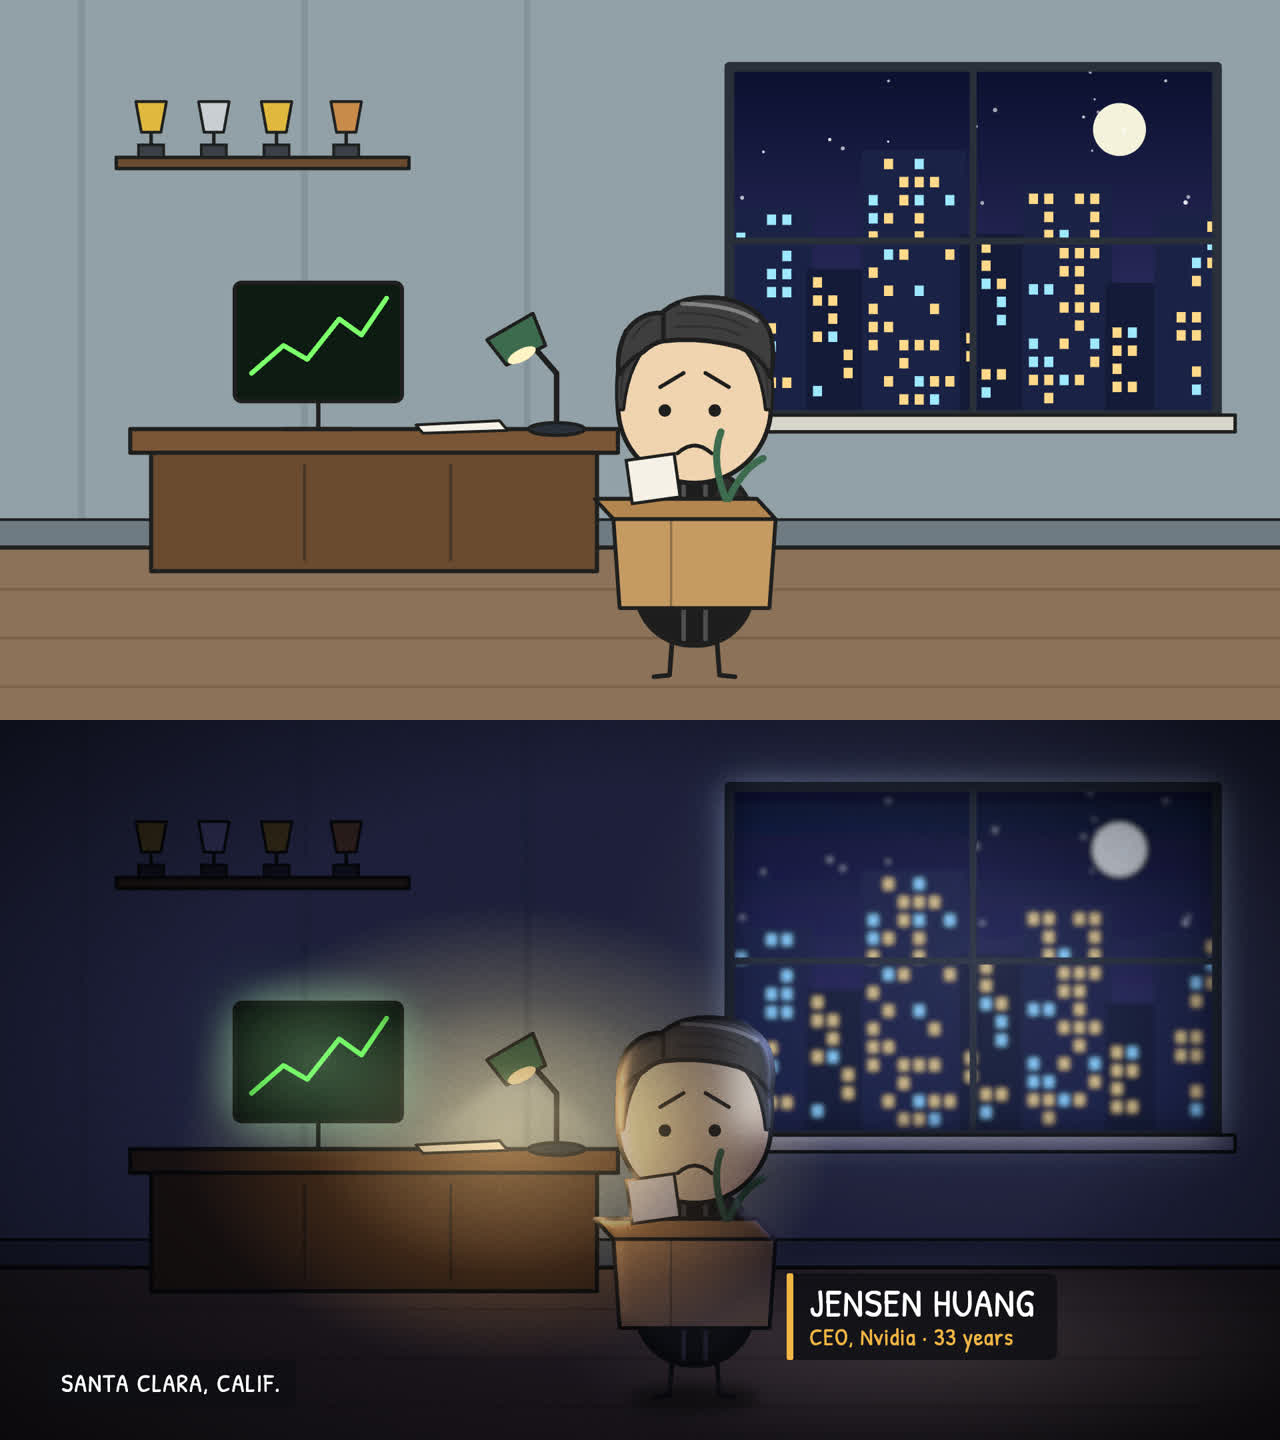 JENSEN HUANG
CEO, Nvidia · 33 years
SANTA CLARA, CALIF.